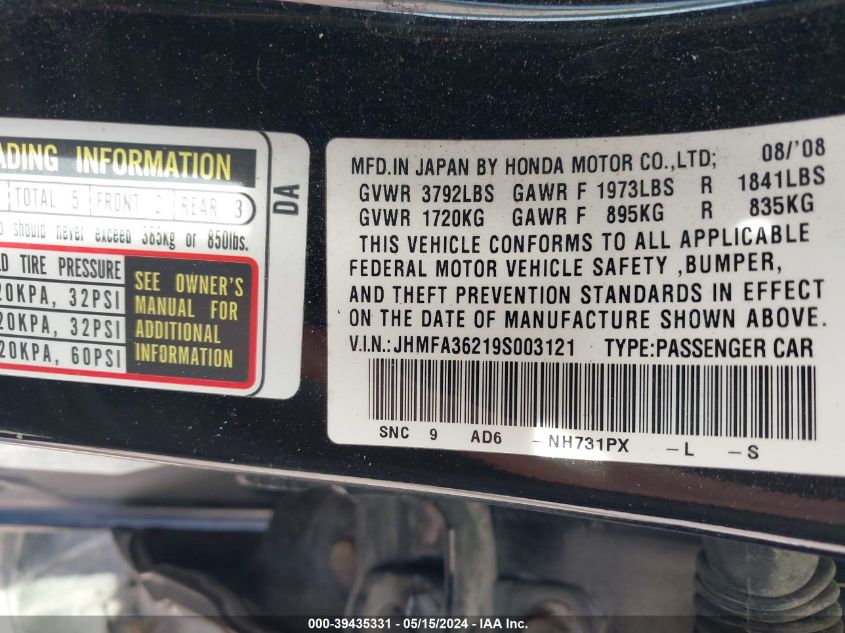 ADING INFORMATION
TOTAL 5 FRONT 2 REAR 3
should never exceed 385kg or 850lbs.
D TIRE PRESSURE
20KPA, 32PSI
20KPA, 32PSI
20KPA, 60PSI
SEE OWNER'S
MANUAL FOR
ADDITIONAL
INFORMATION
DA
MFD.IN JAPAN BY HONDA MOTOR CO.,LTD; 08/'08
GVWR 3792LBS GAWR F 1973LBS R 1841LBS
GVWR 1720KG GAWR F 895KG R 835KG
THIS VEHICLE CONFORMS TO ALL APPLICABLE
FEDERAL MOTOR VEHICLE SAFETY ,BUMPER,
AND THEFT PREVENTION STANDARDS IN EFFECT
ON THE DATE OF MANUFACTURE SHOWN ABOVE.
V.I.N.:JHMFA36219S003121 TYPE:PASSENGER CAR
SNC 9 AD6 -NH731PX -L -S
000-39435331 - 05/15/2024 - IAA Inc.